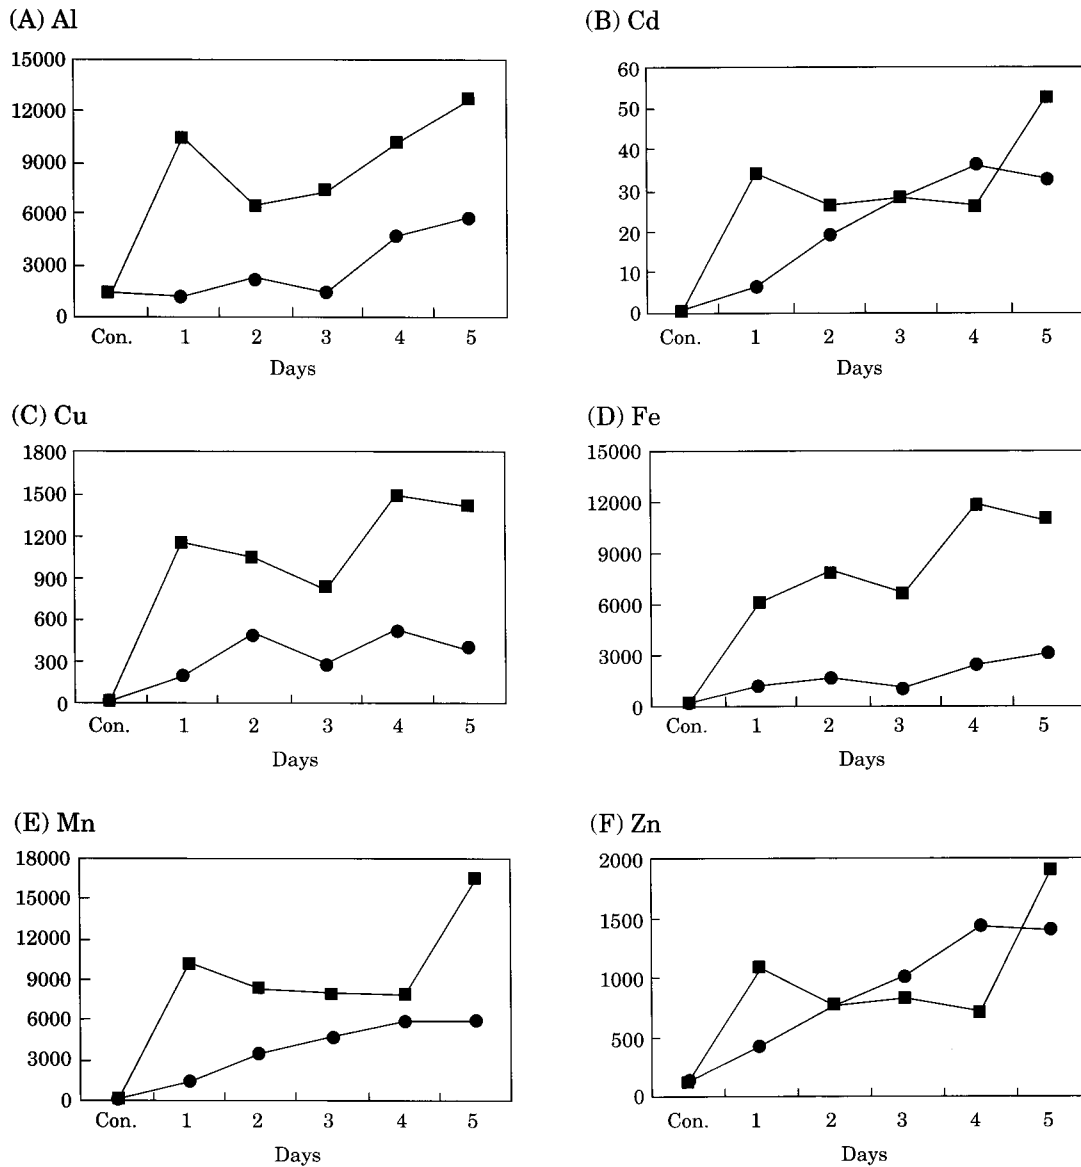 (A) Al
15000
12000
9000
6000
3000
0
Con. 1 2 3 4 5
Days
(B) Cd
60
50
40
30
20
10
0
Con. 1 2 3 4 5
Days
(C) Cu
1800
1500
1200
900
600
300
0
Con. 1 2 3 4 5
Days
(D) Fe
15000
12000
9000
6000
3000
0
Con. 1 2 3 4 5
Days
(E) Mn
18000
15000
12000
9000
6000
3000
0
Con. 1 2 3 4 5
Days
(F) Zn
2000
1500
1000
500
0
Con. 1 2 3 4 5
Days